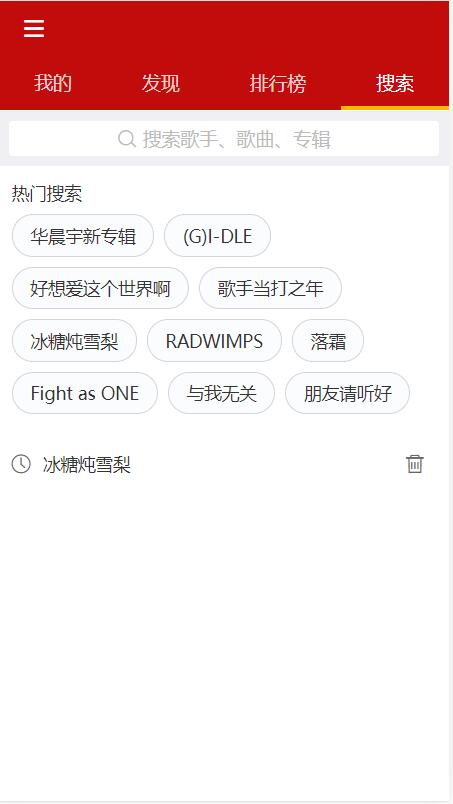 我的 发现 排行榜 搜索
搜索歌手、歌曲、专辑
热门搜索
华晨宇新专辑 (G)I-DLE
好想爱这个世界啊 歌手当打之年
冰糖炖雪梨 RADWIMPS 落霜
Fight as ONE 与我无关 朋友请听好
冰糖炖雪梨